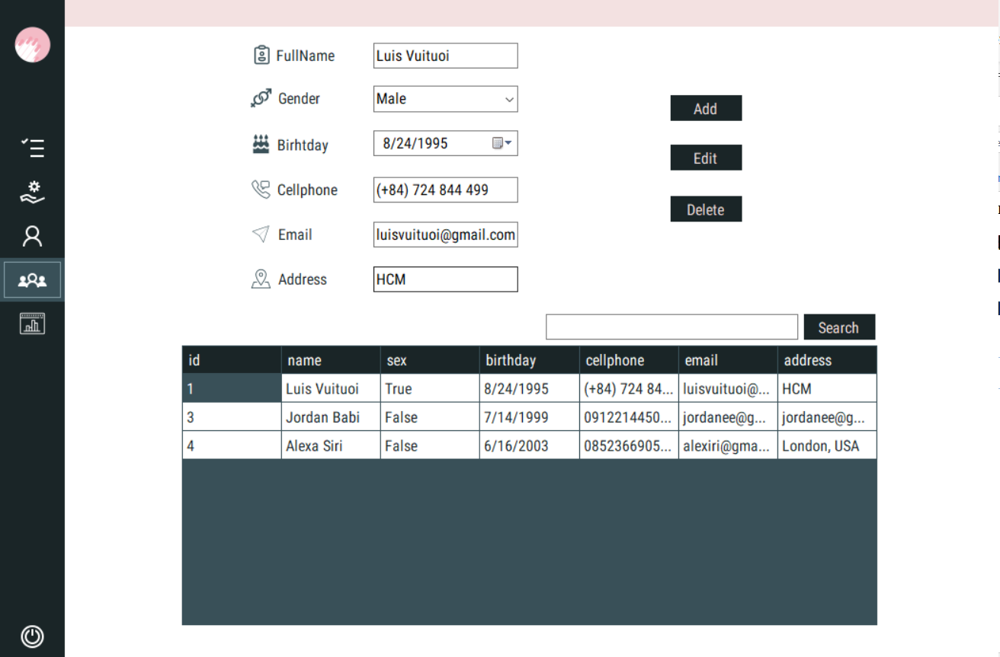 FullName Luis Vuituoi
Gender Male
Add
Birhtday 8/24/1995
Edit
Cellphone (+84) 724 844 499
Delete
Email luisvuituoi@gmail.com
Address HCM
Search
id name sex birthday cellphone email address
1 Luis Vuituoi True 8/24/1995 (+84) 724 84... luisvuituoi@... HCM
3 Jordan Babi False 7/14/1999 0912214450... jordanee@g... jordanee@g...
4 Alexa Siri False 6/16/2003 0852366905... alexiri@gma... London, USA